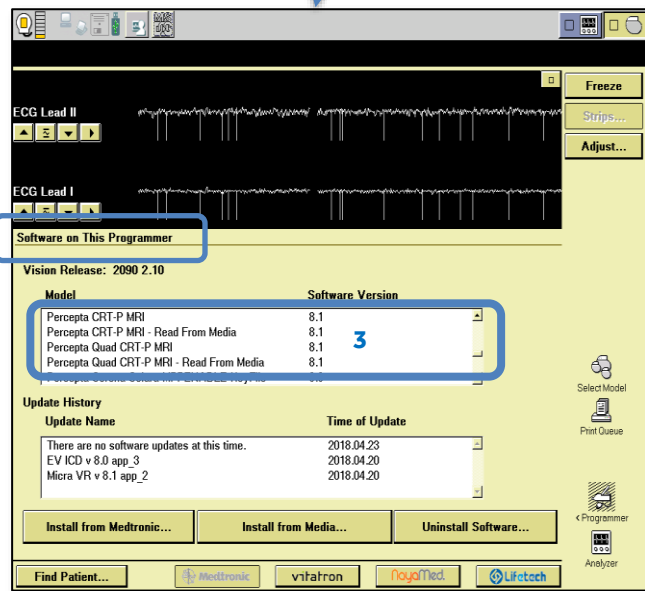 Freeze
ECG Lead II
Strips...
Adjust...
ECG Lead I
Software on This Programmer
Vision Release: 2090 2.10
Model Software Version
Percepta CRT-P MRI 8.1
Percepta CRT-P MRI - Read From Media 8.1
3
Percepta Quad CRT-P MRI 8.1
Percepta Quad CRT-P MRI - Read From Media 8.1
Select Model
Update History
Update Name Time of Update
Print Queue
There are no software updates at this time. 2018.04.23
EV ICD v 8.0 app_3 2018.04.20
Micra VR v 8.1 app_2 2018.04.20
< Programmer
Install from Medtronic... Install from Media... Uninstall Software...
Analyzer
Find Patient... Medtronic vitatron NayaMed. Lifetech